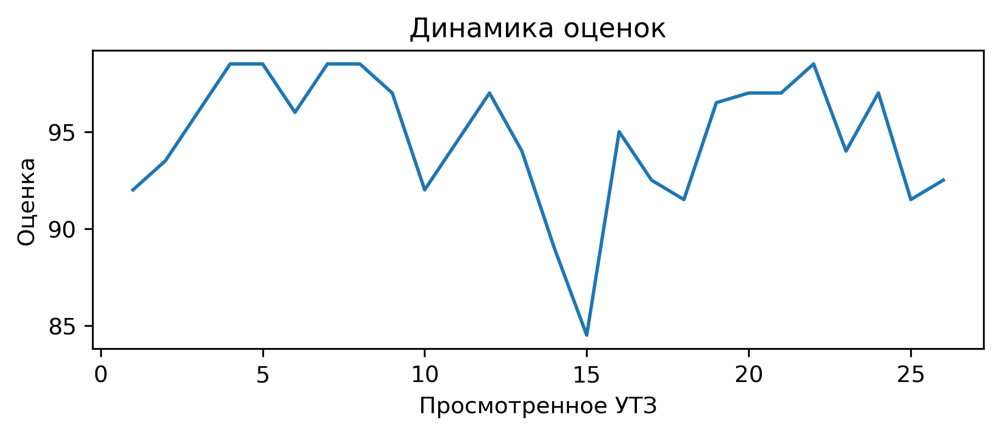 Динамика оценок
Оценка
95
90
85
0 5 10 15 20 25
Просмотренное УТЗ